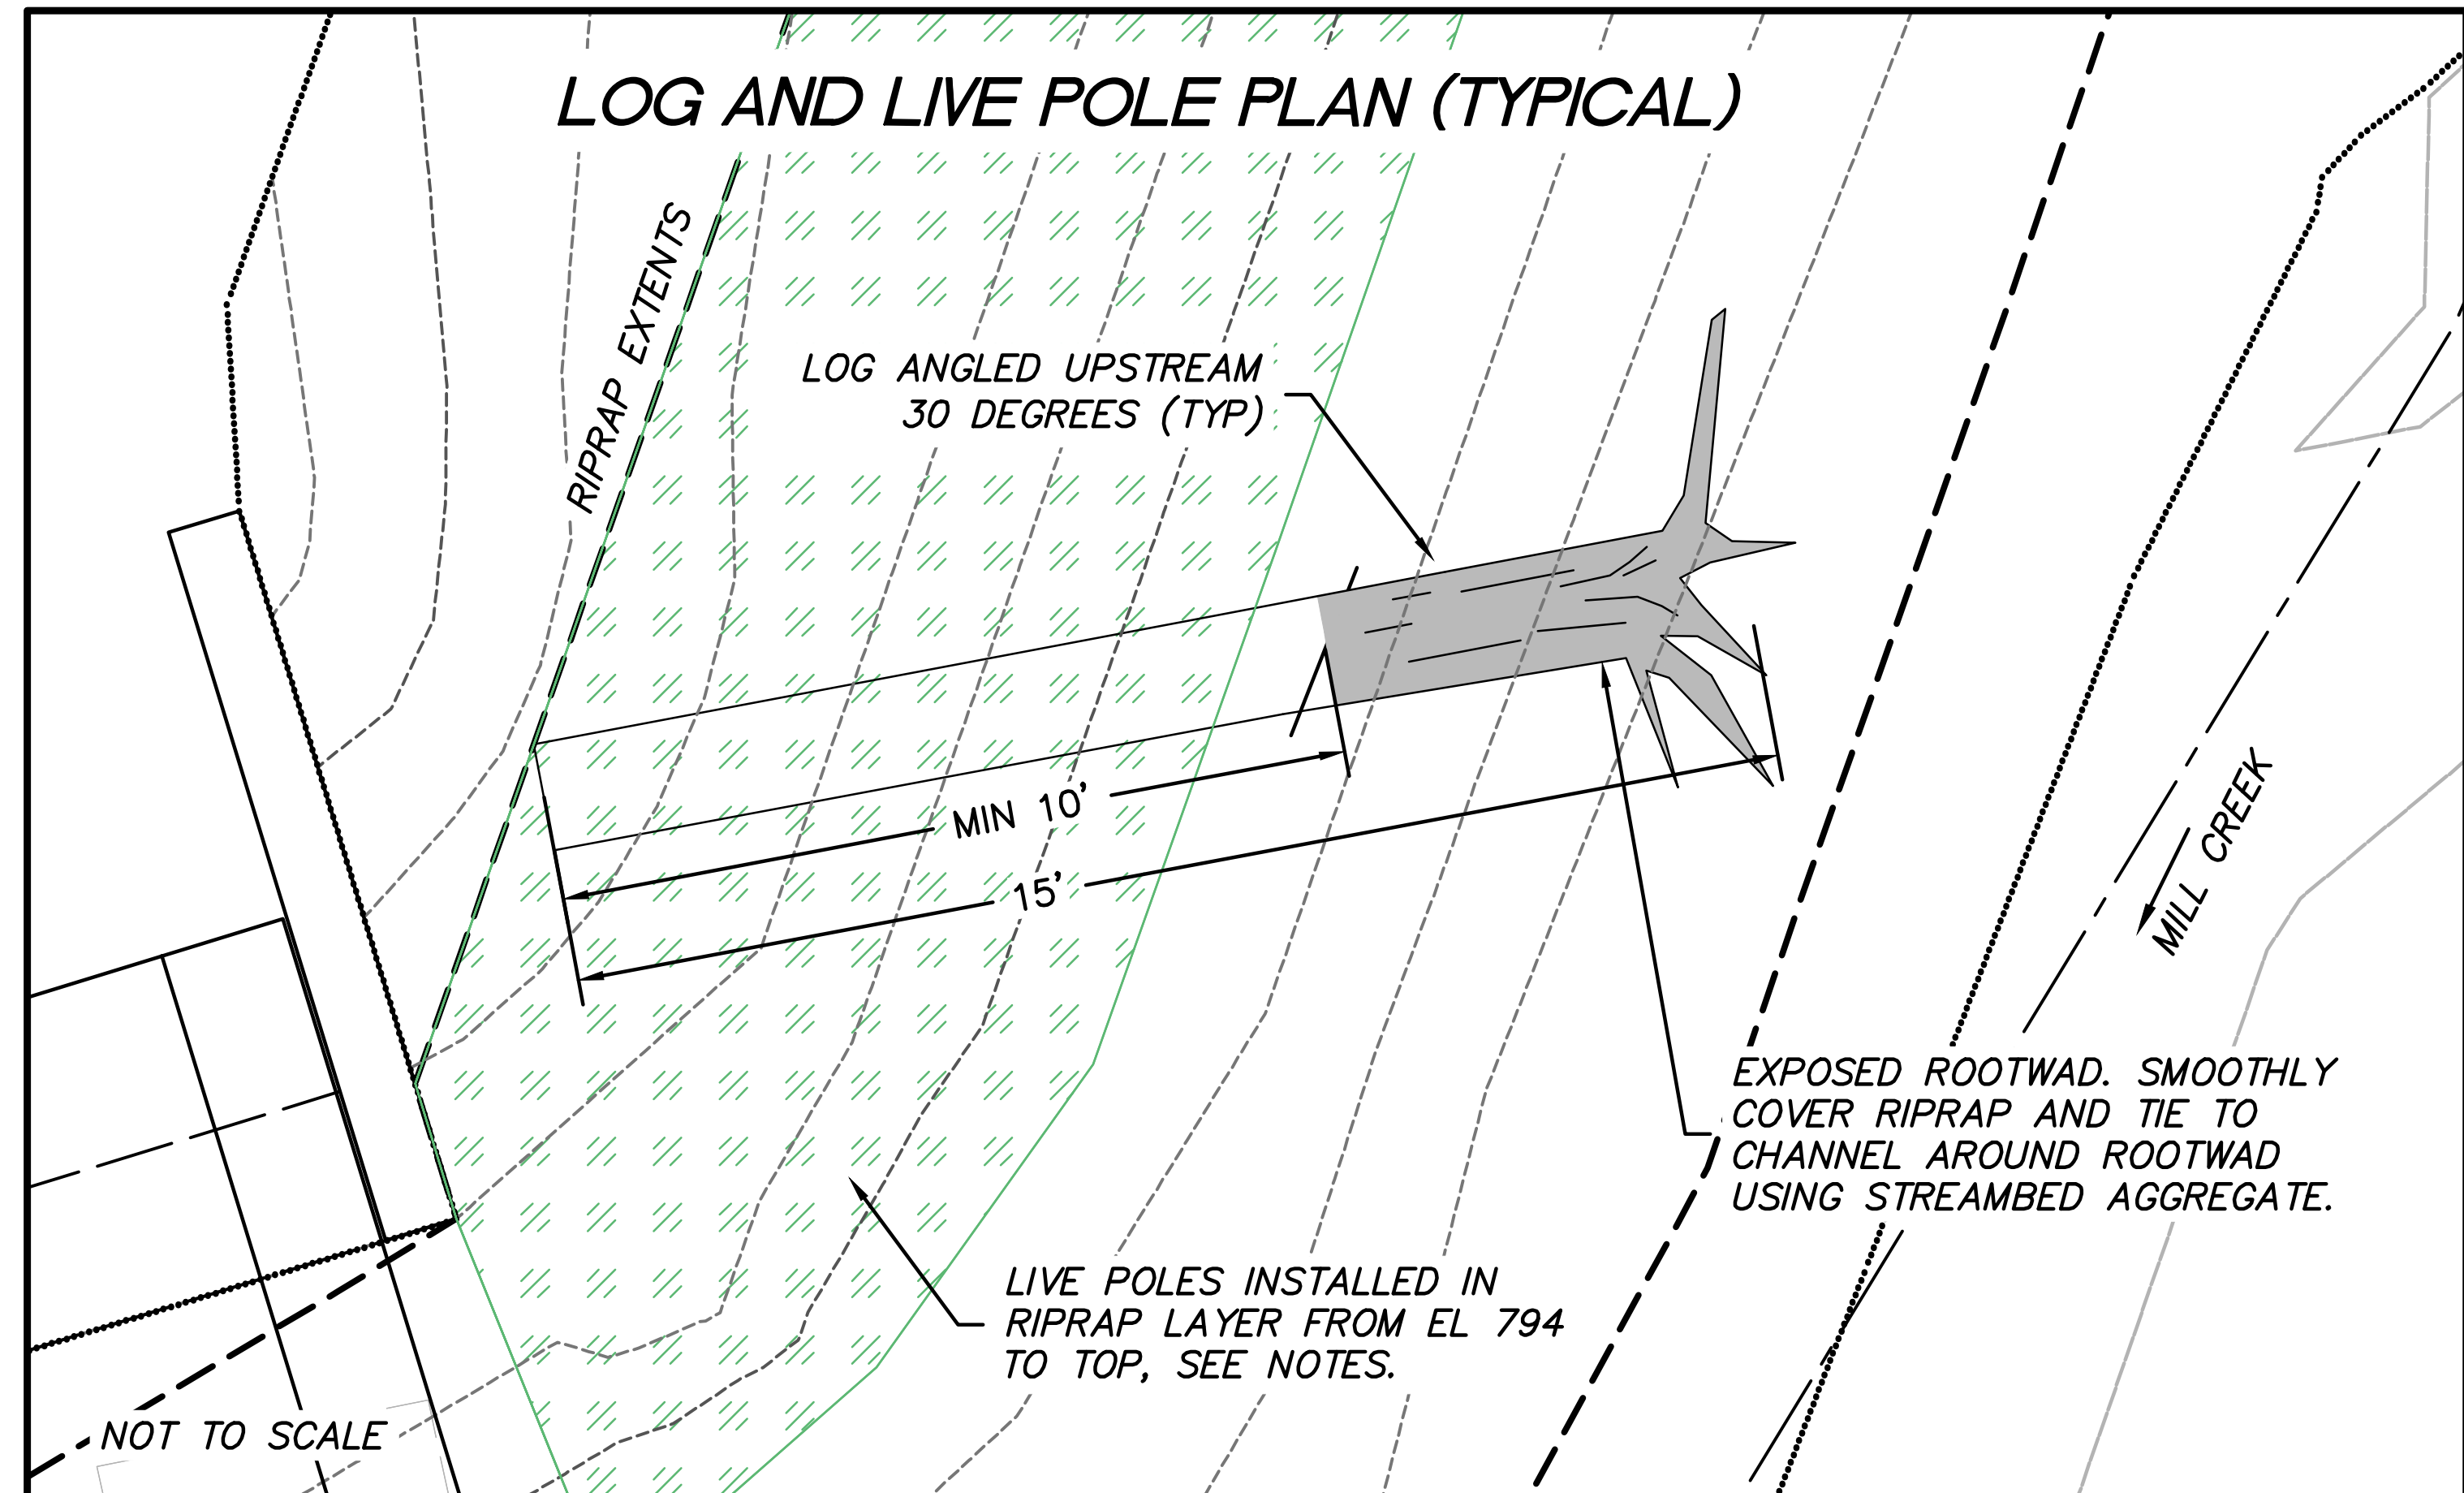 LOG AND LIVE POLE PLAN (TYPICAL)
RIPRAP EXTENTS
LOG ANGLED UPSTREAM
30 DEGREES (TYP)
MIN 10'
15'
MILL CREEK
EXPOSED ROOTWAD. SMOOTHLY
COVER RIPRAP AND TIE TO
CHANNEL AROUND ROOTWAD
USING STREAMBED AGGREGATE.
LIVE POLES INSTALLED IN
RIPRAP LAYER FROM EL 794
TO TOP, SEE NOTES.
NOT TO SCALE